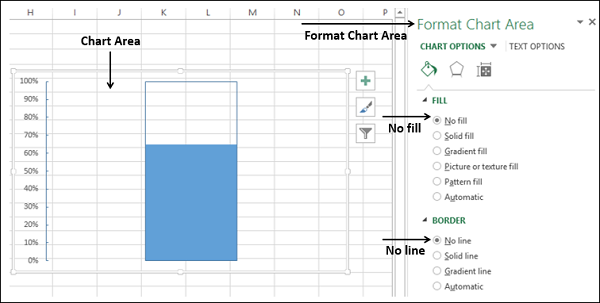 H I J K L M N O P
Format Chart Area
Chart Area
Format Chart Area
CHART OPTIONS TEXT OPTIONS
100%
90%
80%
70%
60%
50%
40%
30%
20%
10%
0%
FILL
No fill
No fill
Solid fill
Gradient fill
Picture or texture fill
Pattern fill
Automatic
BORDER
No line
No line
Solid line
Gradient line
Automatic